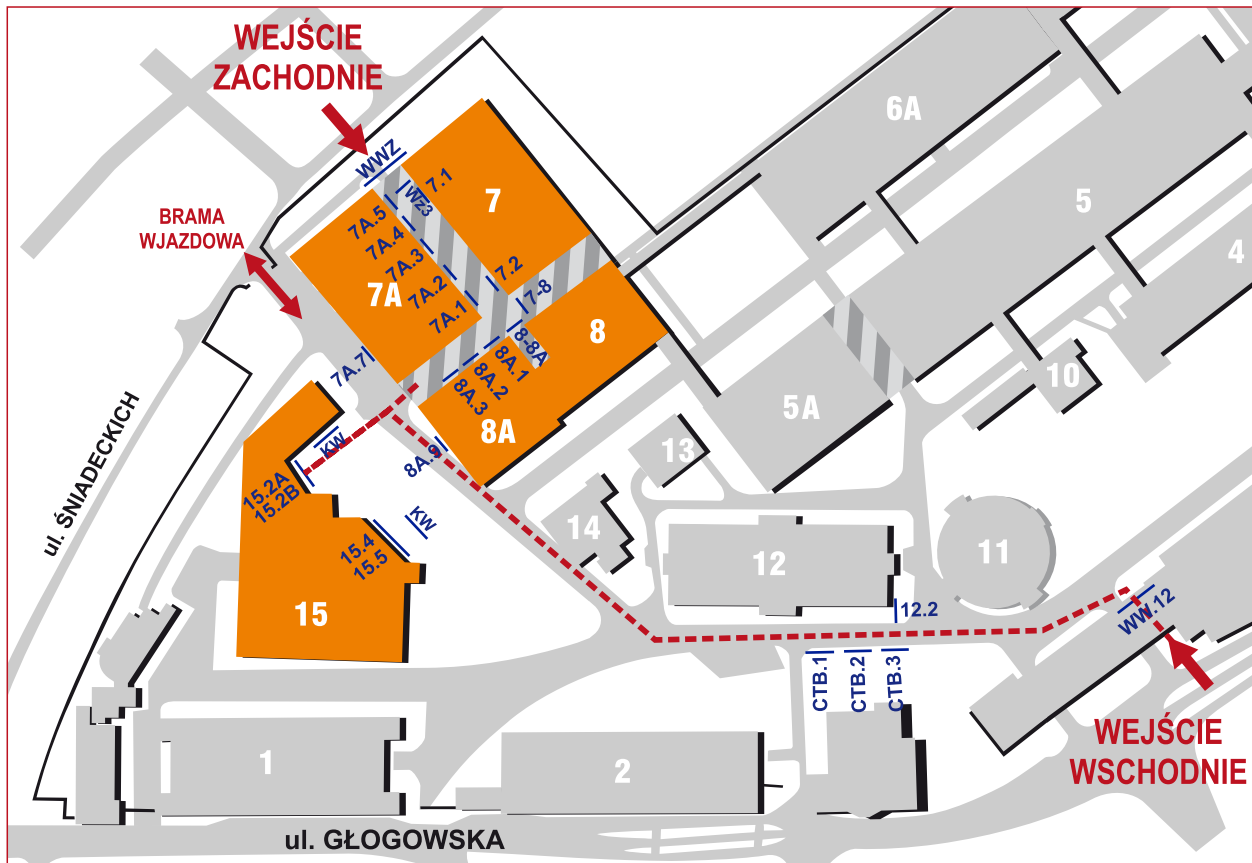 WEJŚCIE
ZACHODNIE
6A
WWZ
7.1
Wz3
7
5
BRAMA
WJAZDOWA
7A.5
7A.4
7A.3
7A.2
7A.1
7A
7.2
7-8
4
8-8A
8
8A.1
8A.2
8A.3
7A.7
10
5A
8A
KW
8A.9
13
15.2A
15.2B
ul. ŚNIADECKICH
KW
14
15.4
15.5
12
11
12.2
WW.12
15
CTB.1
CTB.2
CTB.3
WEJŚCIE
WSCHODNIE
1
2
ul. GŁOGOWSKA